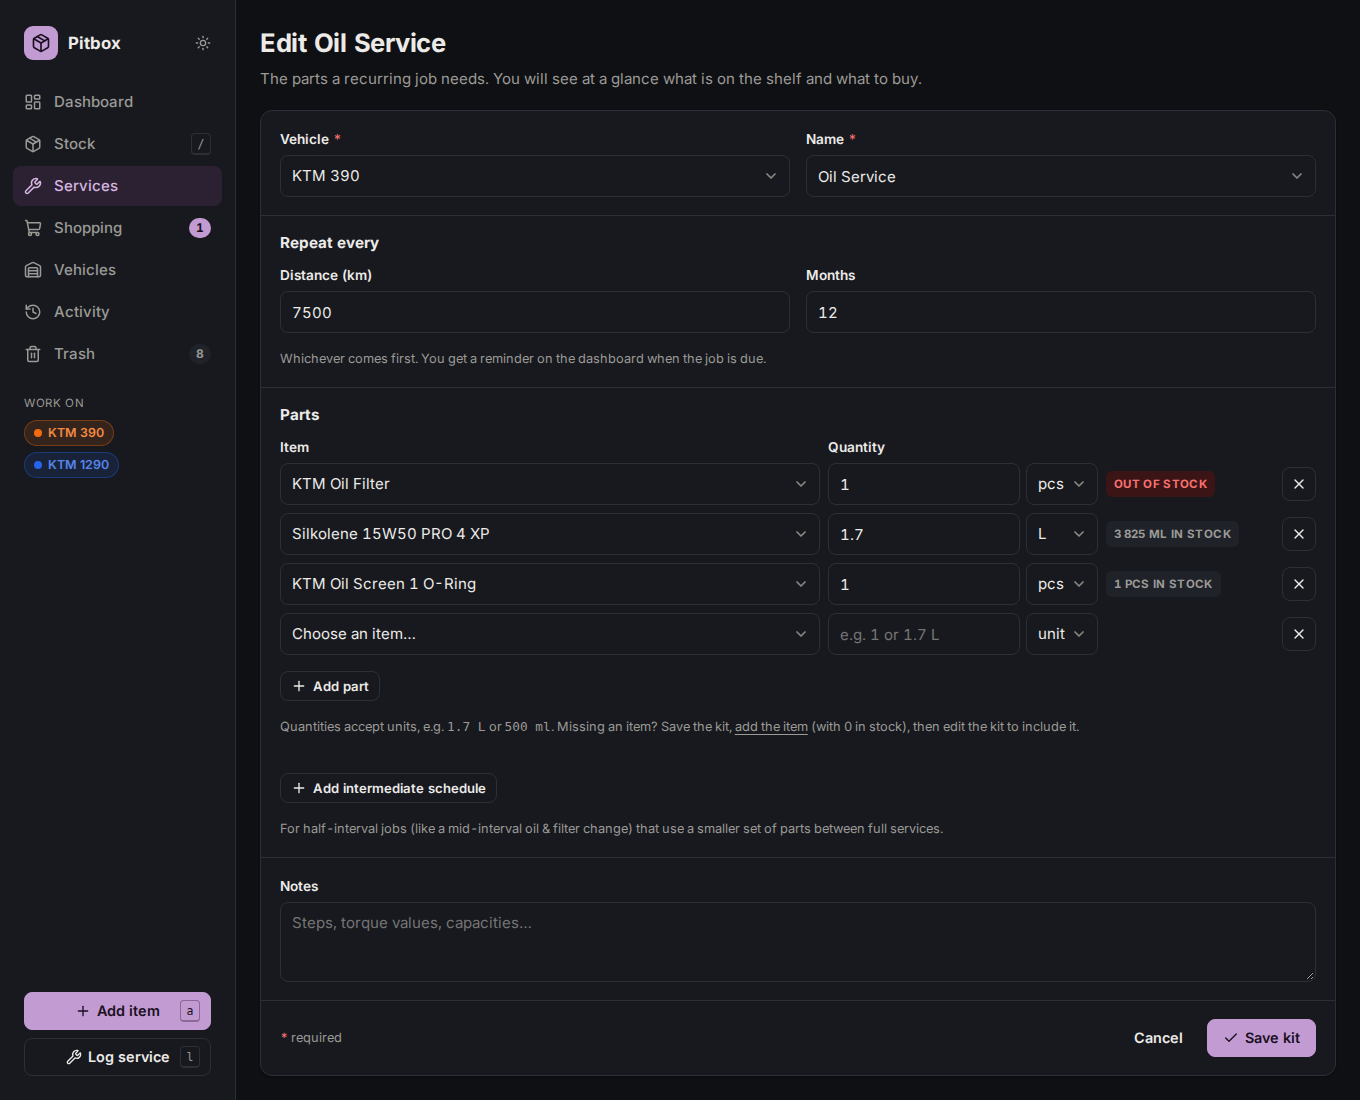 Pitbox
Dashboard
Stock /
Services
Shopping 1
Vehicles
Activity
Trash 8
WORK ON
KTM 390
KTM 1290
Add item a
Log service l
Edit Oil Service
The parts a recurring job needs. You will see at a glance what is on the shelf and what to buy.
Vehicle * Name *
KTM 390 Oil Service
Repeat every
Distance (km) Months
7500 12
Whichever comes first. You get a reminder on the dashboard when the job is due.
Parts
Item Quantity
KTM Oil Filter 1 pcs OUT OF STOCK
Silkolene 15W50 PRO 4 XP 1.7 L 3 825 ML IN STOCK
KTM Oil Screen 1 O-Ring 1 pcs 1 PCS IN STOCK
Choose an item... e.g. 1 or 1.7 L unit
Add part
Quantities accept units, e.g. 1.7 L or 500 ml. Missing an item? Save the kit, add the item (with 0 in stock), then edit the kit to include it.
Add intermediate schedule
For half-interval jobs (like a mid-interval oil & filter change) that use a smaller set of parts between full services.
Notes
Steps, torque values, capacities...
* required Cancel Save kit